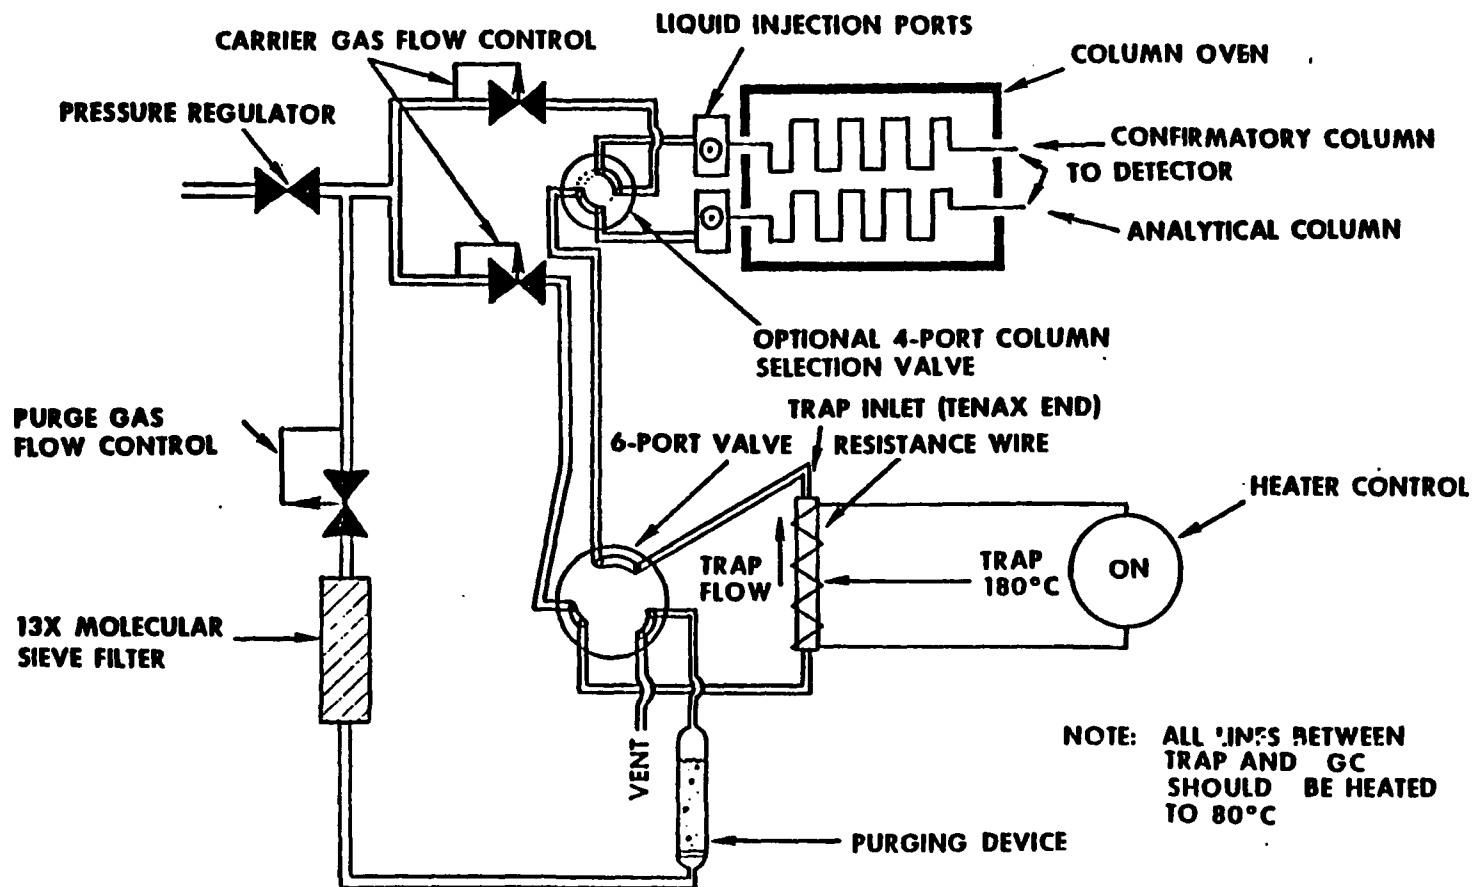 LIQUID INJECTION PORTS
CARRIER GAS FLOW CONTROL
COLUMN OVEN
PRESSURE REGULATOR
CONFIRMATORY COLUMN
TO DETECTOR
ANALYTICAL COLUMN
OPTIONAL 4-PORT COLUMN
SELECTION VALVE
PURGE GAS
FLOW CONTROL
TRAP INLET (TENAX END)
6-PORT VALVE
RESISTANCE WIRE
HEATER CONTROL
TRAP
FLOW
TRAP
180°C
ON
13X MOLECULAR
SIEVE FILTER
VENT
NOTE: ALL LINES BETWEEN
TRAP AND GC
SHOULD BE HEATED
TO 80°C
PURGING DEVICE